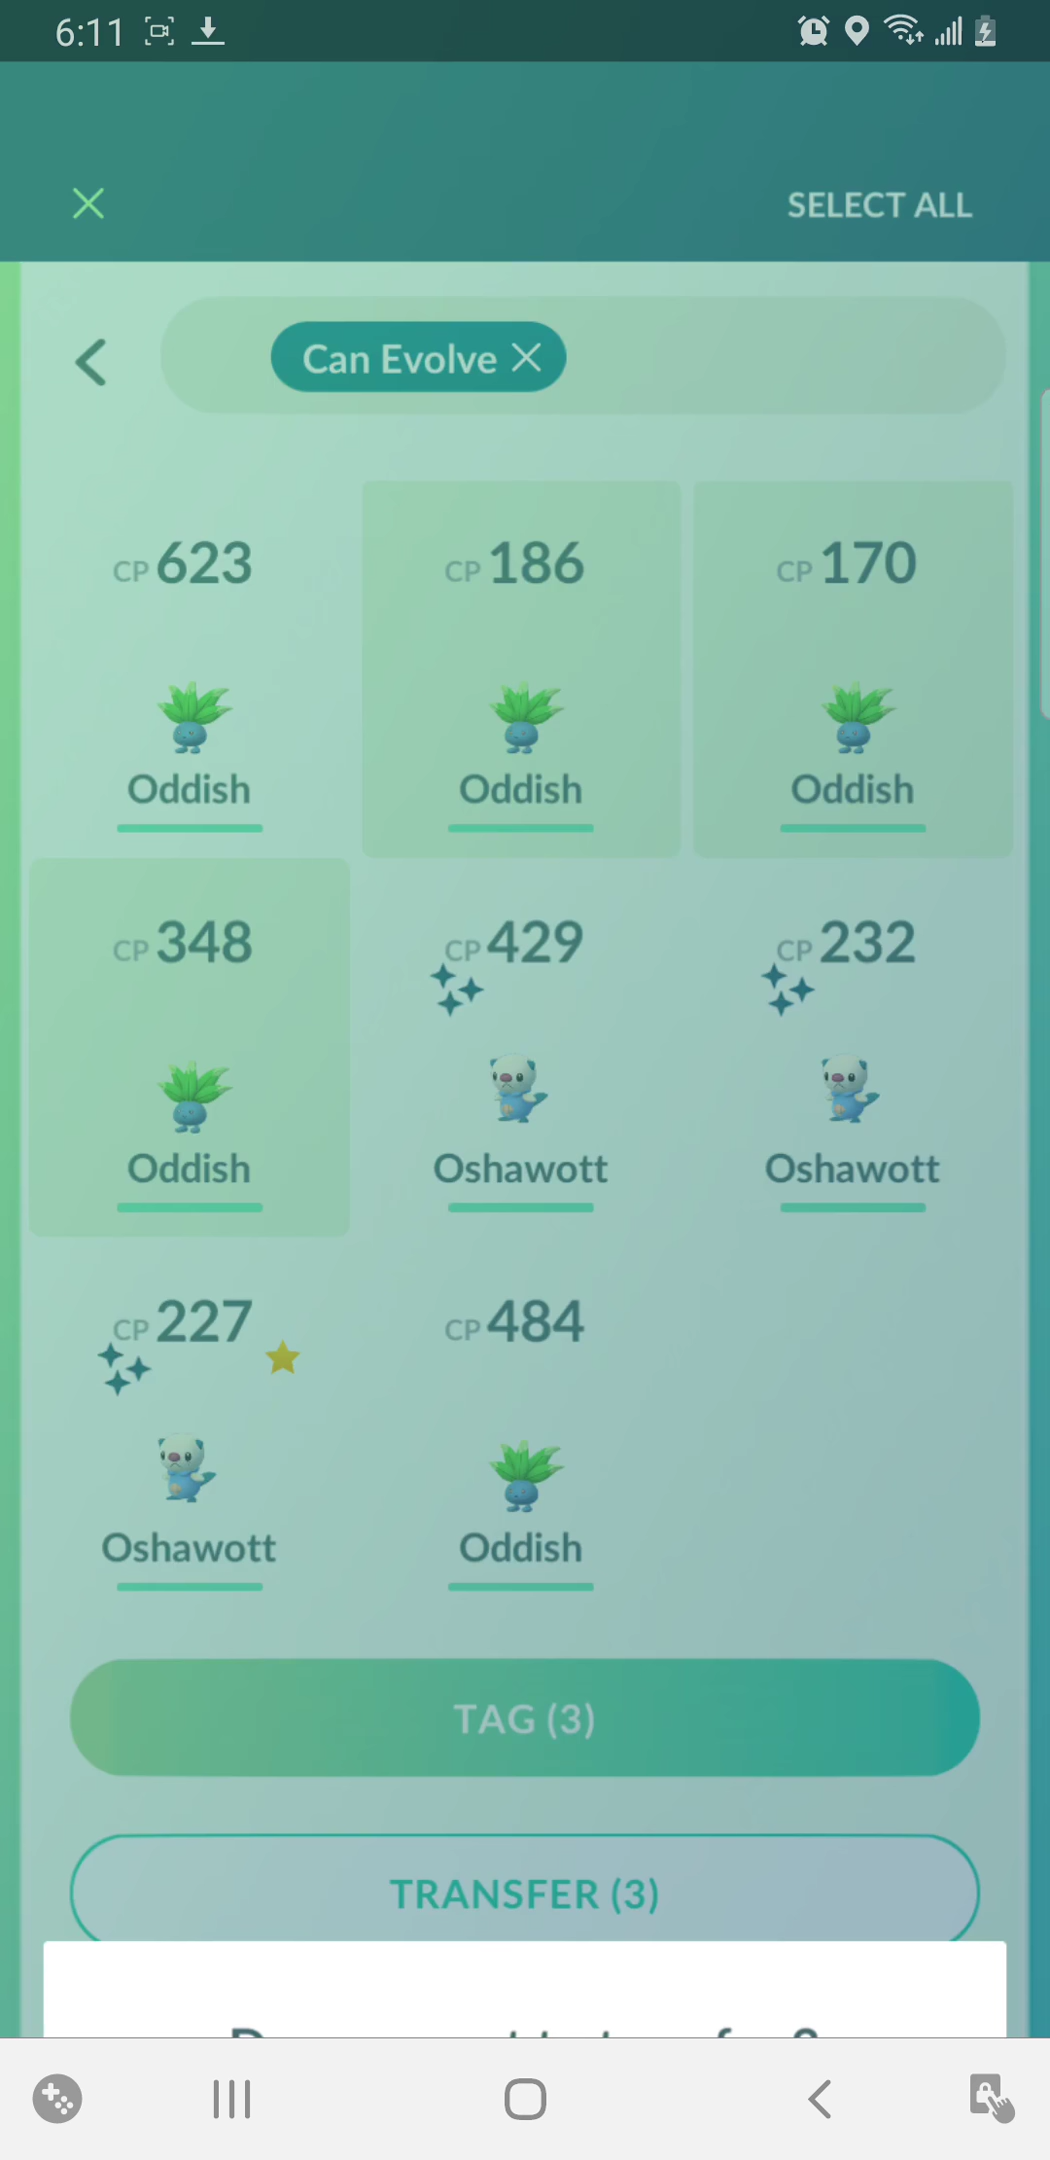 6:11
SELECT ALL
Can Evolve
CP 623
CP 186
CP 170
Oddish
Oddish
Oddish
CP 348
CP 429
CP 232
Oddish
Oshawott
Oshawott
CP 227
CP 484
Oshawott
Oddish
TAG (3)
TRANSFER (3)